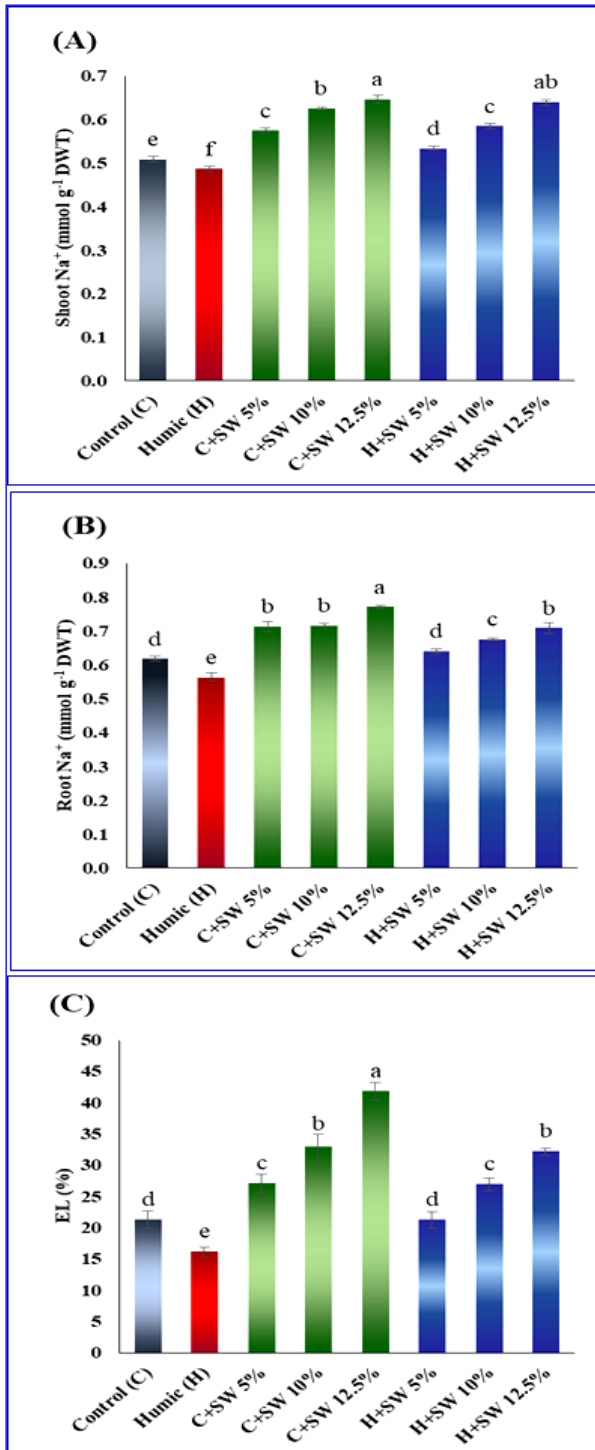 (A)
Shoot Na⁺ (mmol g⁻¹ DWT)
0.7
0.6
0.5
0.4
0.3
0.2
0.1
0.0
e
f
c
b
a
d
c
ab
Control (C)
Humic (H)
C+SW 5%
C+SW 10%
C+SW 12.5%
H+SW 5%
H+SW 10%
H+SW 12.5%
(B)
Root Na⁺ (mmol g⁻¹ DWT)
0.9
0.8
0.7
0.6
0.5
0.4
0.3
0.2
0.1
0.0
d
e
b
b
a
d
c
b
Control (C)
Humic (H)
C+SW 5%
C+SW 10%
C+SW 12.5%
H+SW 5%
H+SW 10%
H+SW 12.5%
(C)
EL (%)
50
45
40
35
30
25
20
15
10
5
0
d
e
c
b
a
d
c
b
Control (C)
Humic (H)
C+SW 5%
C+SW 10%
C+SW 12.5%
H+SW 5%
H+SW 10%
H+SW 12.5%